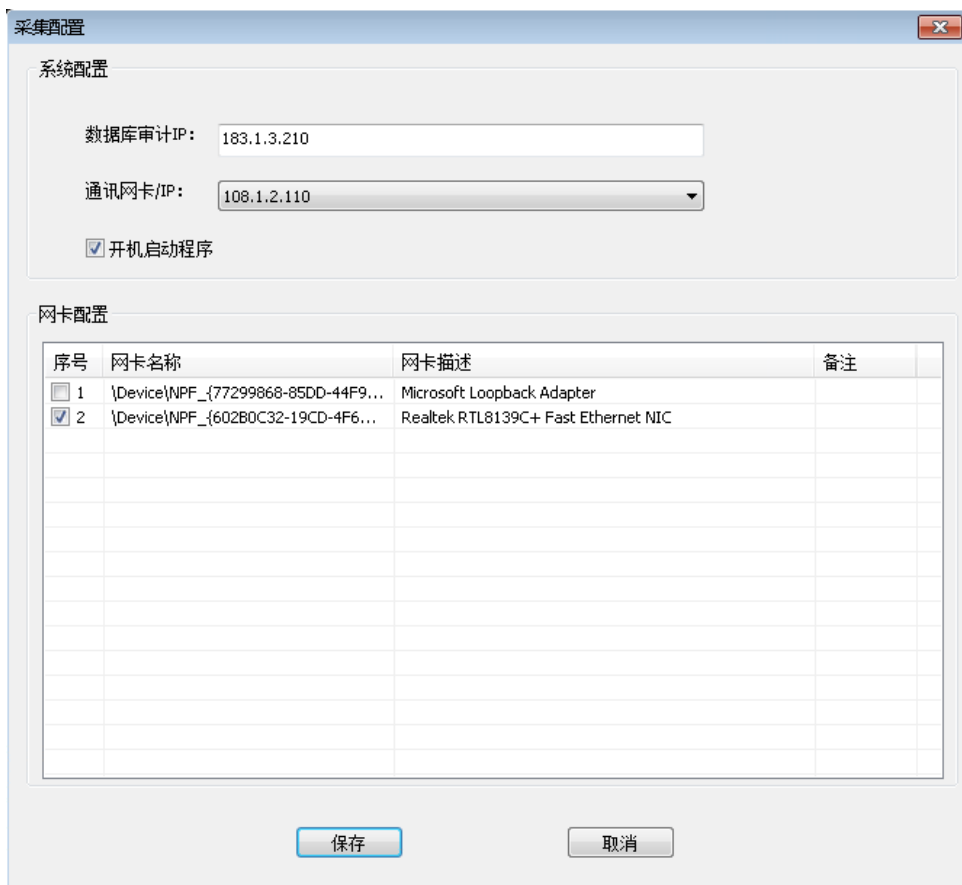 采集配置
系统配置
数据库审计IP: 183.1.3.210
通讯网卡/IP: 108.1.2.110
开机启动程序
网卡配置
序号 网卡名称 网卡描述 备注
1 \Device\NPF_{77299868-85DD-44F9... Microsoft Loopback Adapter
2 \Device\NPF_{602B0C32-19CD-4F6... Realtek RTL8139C+ Fast Ethernet NIC
保存 取消